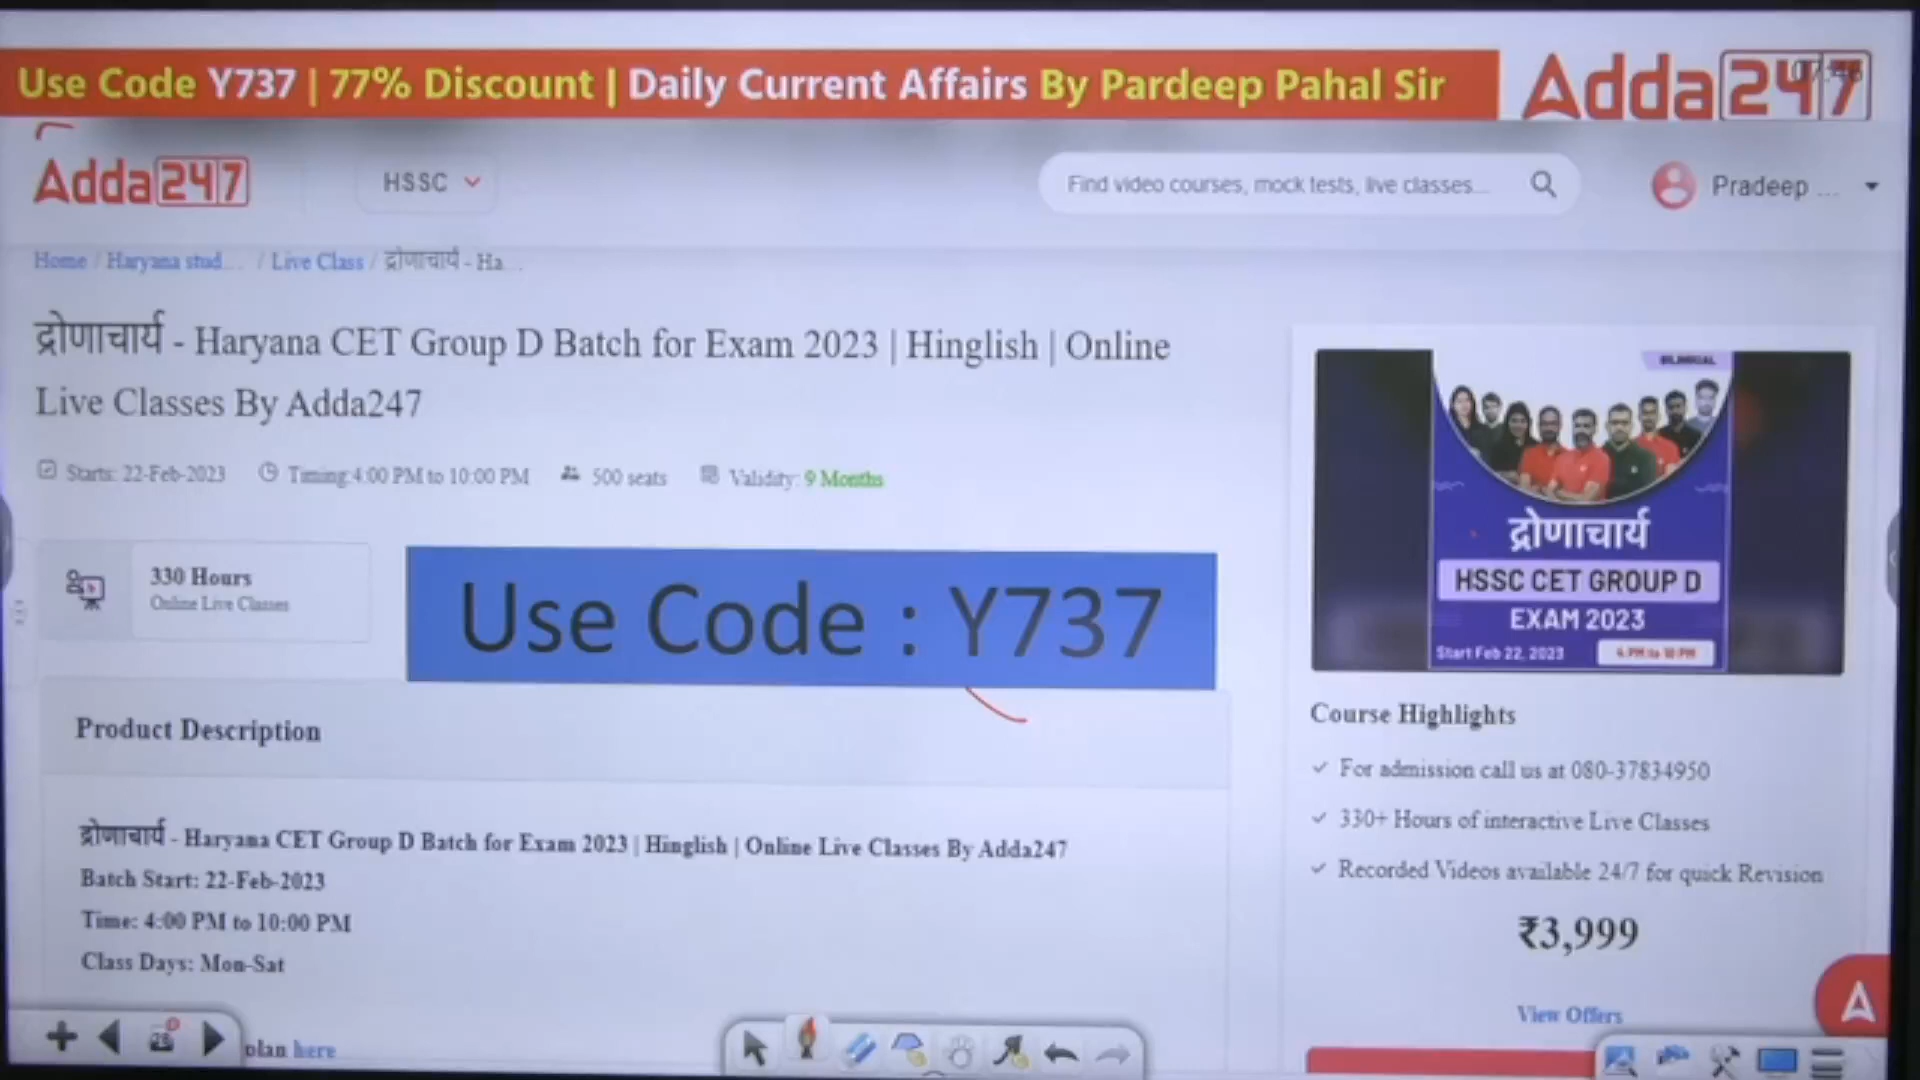 Use Code Y737 | 77% Discount | Daily Current Affairs By Pardeep Pahal Sir
Adda247
Adda247
HSSC
Find video courses, mock tests, live classes...
Pradeep ...
Home / Haryana stud... / Live Class / द्रोणाचार्य - Ha...
द्रोणाचार्य - Haryana CET Group D Batch for Exam 2023 | Hinglish | Online
Live Classes By Adda247
Starts: 22-Feb-2023
Timing:4:00 PM to 10:00 PM
500 seats
Validity: 9 Months
330 Hours
Online Live Classes
Use Code : Y737
BILINGUAL
द्रोणाचार्य
HSSC CET GROUP D
EXAM 2023
Start Feb 22, 2023
4 PM to 10 PM
Product Description
द्रोणाचार्य - Haryana CET Group D Batch for Exam 2023 | Hinglish | Online Live Classes By Adda247
Batch Start: 22-Feb-2023
Time: 4:00 PM to 10:00 PM
Class Days: Mon-Sat
plan here
Course Highlights
For admission call us at 080-37834950
330+ Hours of interactive Live Classes
Recorded Videos available 24/7 for quick Revision
₹3,999
View Offers